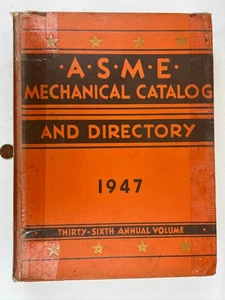 ·A·S·M·E·
MECHANICAL CATALOG
AND DIRECTORY
1947
THIRTY-SIXTH ANNUAL VOLUME